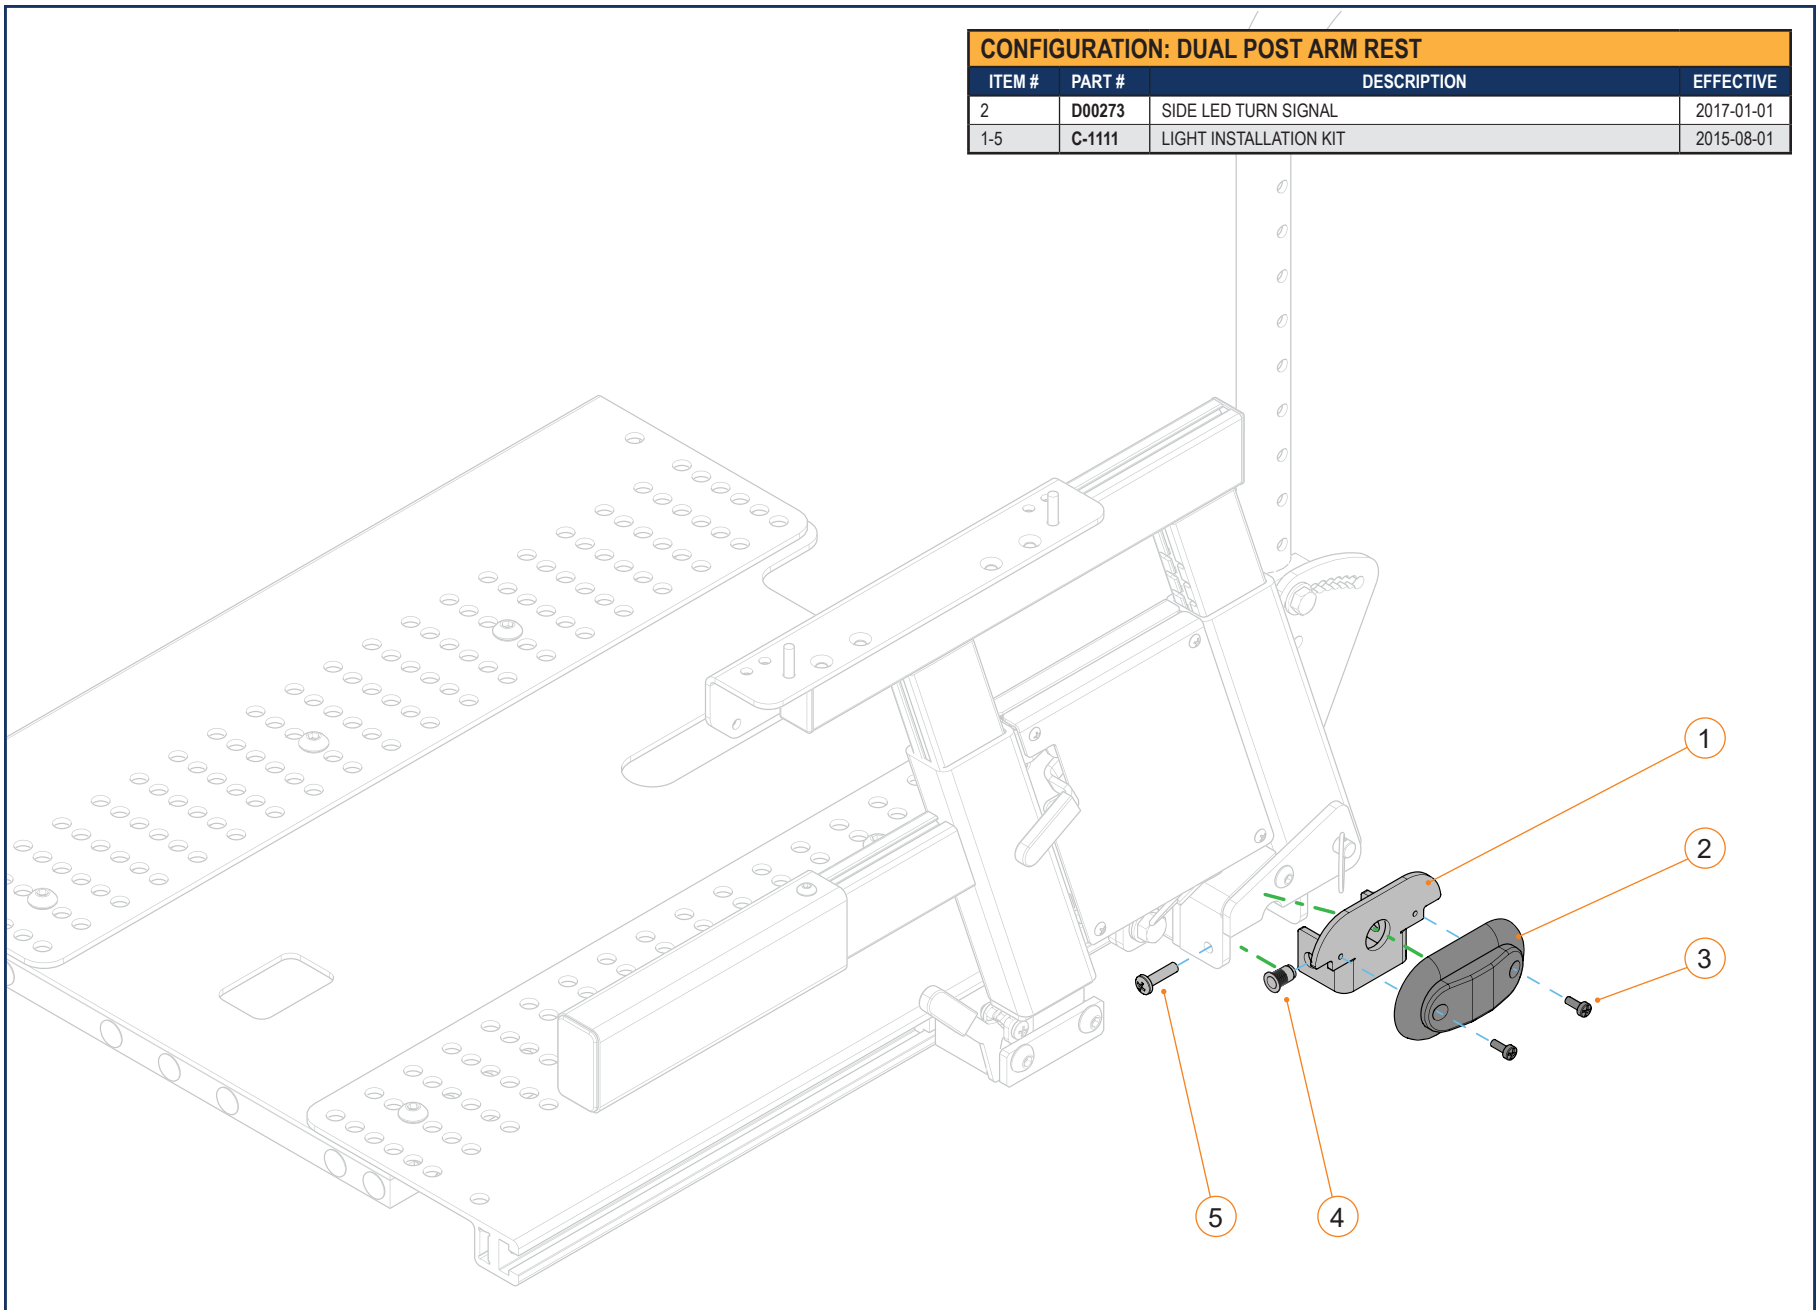 CONFIGURATION: DUAL POST ARM REST
ITEM # PART # DESCRIPTION EFFECTIVE
2 D00273 SIDE LED TURN SIGNAL 2017-01-01
1-5 C-1111 LIGHT INSTALLATION KIT 2015-08-01
1
2
3
5 4